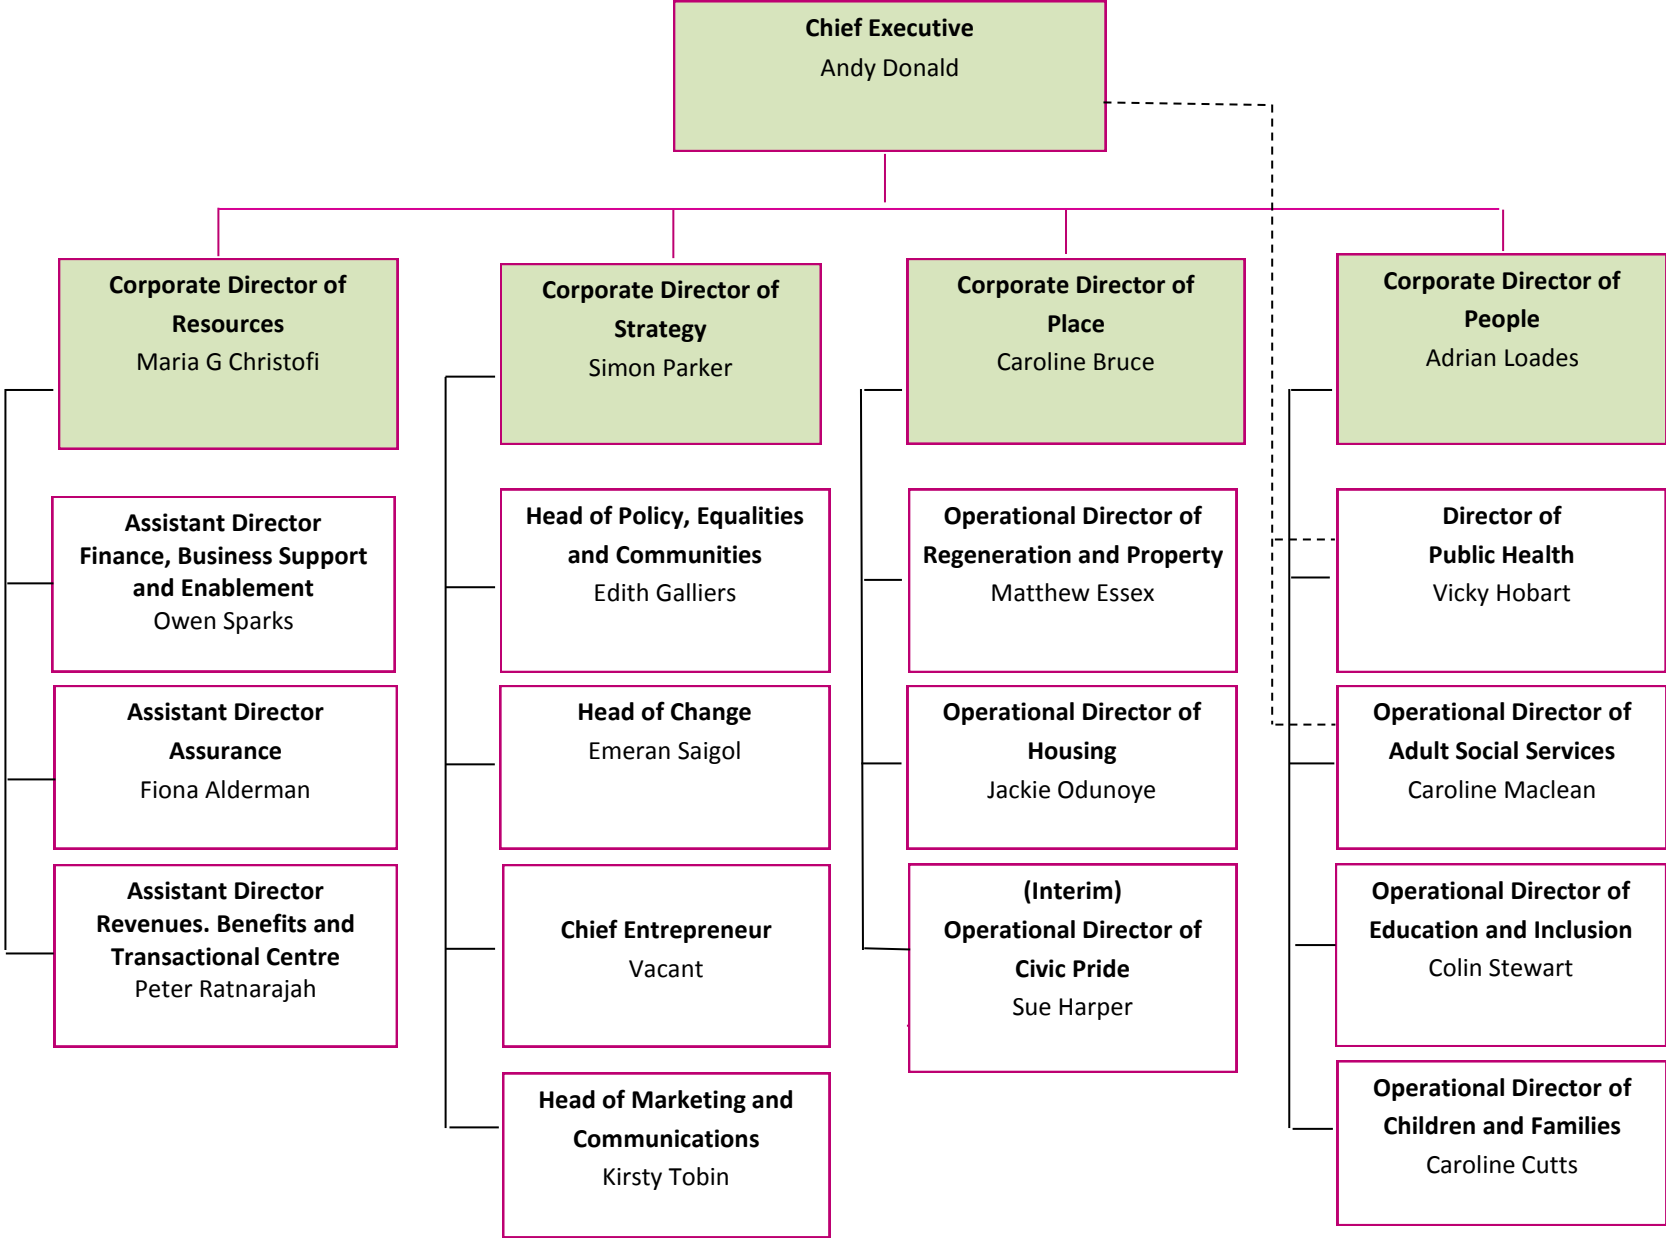 Chief Executive
Andy Donald
Corporate Director of
Resources
Maria G Christofi
Corporate Director of
Strategy
Simon Parker
Corporate Director of
Place
Caroline Bruce
Corporate Director of
People
Adrian Loades
Assistant Director
Finance, Business Support
and Enablement
Owen Sparks
Head of Policy, Equalities
and Communities
Edith Galliers
Operational Director of
Regeneration and Property
Matthew Essex
Director of
Public Health
Vicky Hobart
Assistant Director
Assurance
Fiona Alderman
Head of Change
Emeran Saigol
Operational Director of
Housing
Jackie Odunoye
Operational Director of
Adult Social Services
Caroline Maclean
Assistant Director
Revenues. Benefits and
Transactional Centre
Peter Ratnarajah
Chief Entrepreneur
Vacant
(Interim)
Operational Director of
Civic Pride
Sue Harper
Operational Director of
Education and Inclusion
Colin Stewart
Head of Marketing and
Communications
Kirsty Tobin
Operational Director of
Children and Families
Caroline Cutts